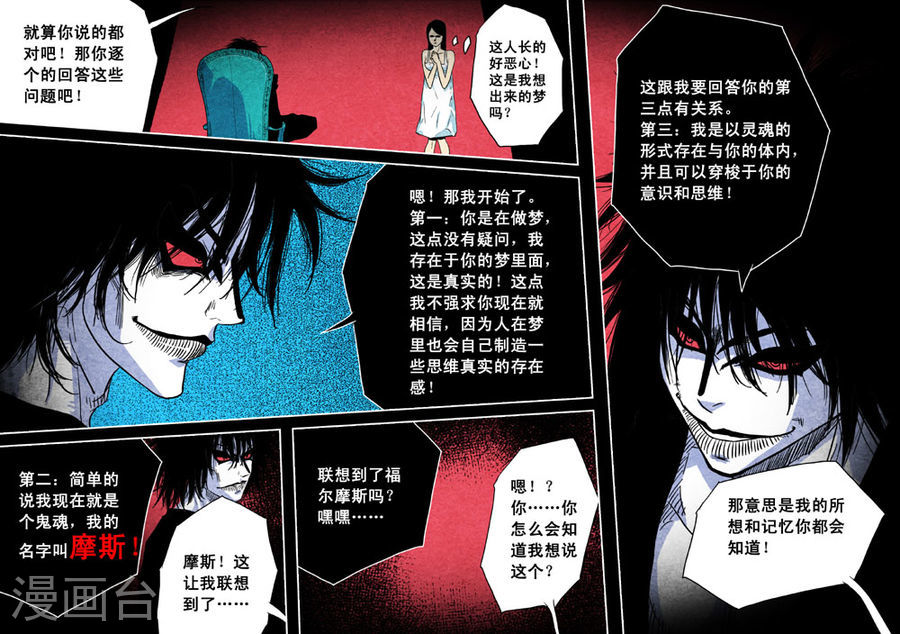 就算你说的都
对吧！那你逐
个的回答这些
问题吧！
这人长的
好恶心！
这是我想
出来的梦
吗？
嗯！那我开始了。
第一：你是在做梦，
这点没有疑问，我
存在于你的梦里面，
这是真实的！这点
我不强求你现在就
相信，因为人在梦
里也会自己制造一
些思维真实的存在
感！
第二：简单的
说我现在就是
个鬼魂，我的
名字叫摩斯！
摩斯！这
让我联想
到了……
联想到了福
尔摩斯吗？
嘿嘿……
嗯！？
你……你
怎么会知
道我想说
这个？
这跟我要回答你的第
三点有关系。
第三：我是以灵魂的
形式存在与你的体内，
并且可以穿梭于你的
意识和思维！
那意思是我的所
想和记忆你都会
知道！
漫画台